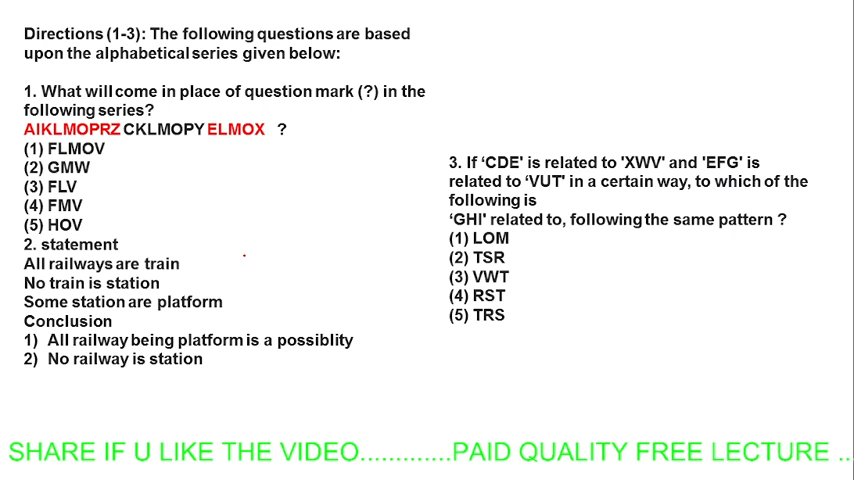 Directions (1-3): The following questions are based
upon the alphabetical series given below:
1. What will come in place of question mark (?) in the
following series?
AIKLMOPRZ CKLMOPY ELMOX ?
(1) FLMOV
(2) GMW
(3) FLV
(4) FMV
(5) HOV
2. statement
All railways are train
No train is station
Some station are platform
Conclusion
1) All railway being platform is a possiblity
2) No railway is station
3. If ‘CDE' is related to 'XWV' and 'EFG' is
related to ‘VUT' in a certain way, to which of the
following is
‘GHI' related to, following the same pattern ?
(1) LOM
(2) TSR
(3) VWT
(4) RST
(5) TRS
SHARE IF U LIKE THE VIDEO.............PAID QUALITY FREE LECTURE ..